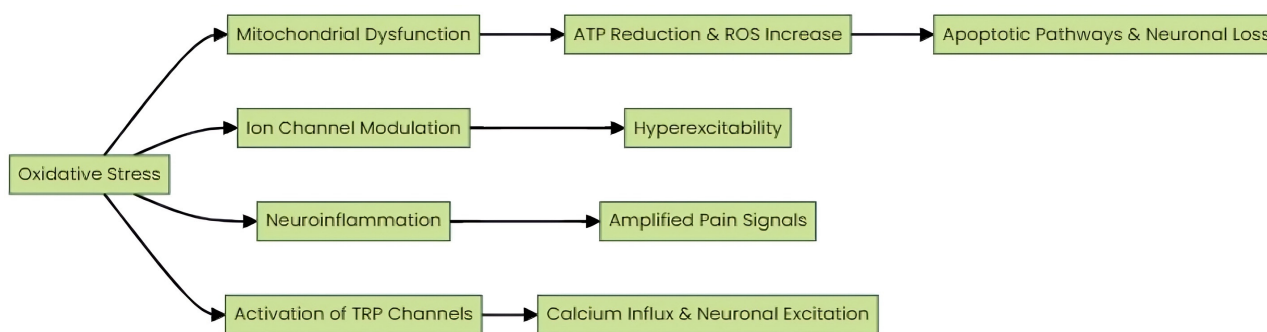 Mitochondrial Dysfunction
ATP Reduction & ROS Increase
Apoptotic Pathways & Neuronal Loss
Ion Channel Modulation
Hyperexcitability
Oxidative Stress
Neuroinflammation
Amplified Pain Signals
Activation of TRP Channels
Calcium Influx & Neuronal Excitation